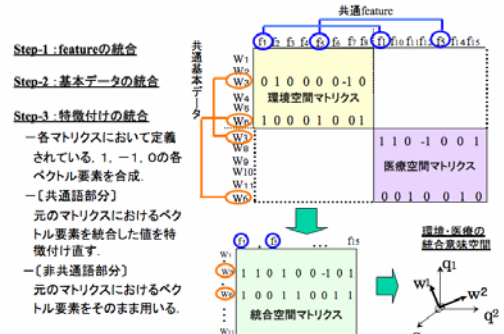 共通feature
f1 f2 f3 f4 f5 f6 f7 f8 f1 f10 f11 f12 f5 f14 f15
Step-1 :featureの統合
Step-2 :基本データの統合
Step-3 :特徴付けの統合
－各マトリクスにおいて定義
されている, 1, －1, 0の各
ベクトル要素を合成.
－〔共通語部分〕
元のマトリクスにおけるベク
トル要素を統合した値を特
徴付け直す.
－〔非共通語部分〕
元のマトリクスにおけるベク
トル要素をそのまま用いる.
共通基本データ
W1
W2
W3 0 1 0 0 0 0 -1 0
環境空間マトリクス
W4
W5
W6 1 0 0 0 1 0 0 1
W3 1 1 0 -1 0 0 1
W8
医療空間マトリクス
W9
W10
W11
W6 0 0 1 0 0 1 0
f1 f5 … f15
W1
1 1 0 1 0 0 -1 0 1
1 0 0 1 1 0 0 1 1
統合空間マトリクス
W11
環境・医療の
統合意味空間
q1
w1
w2
q2